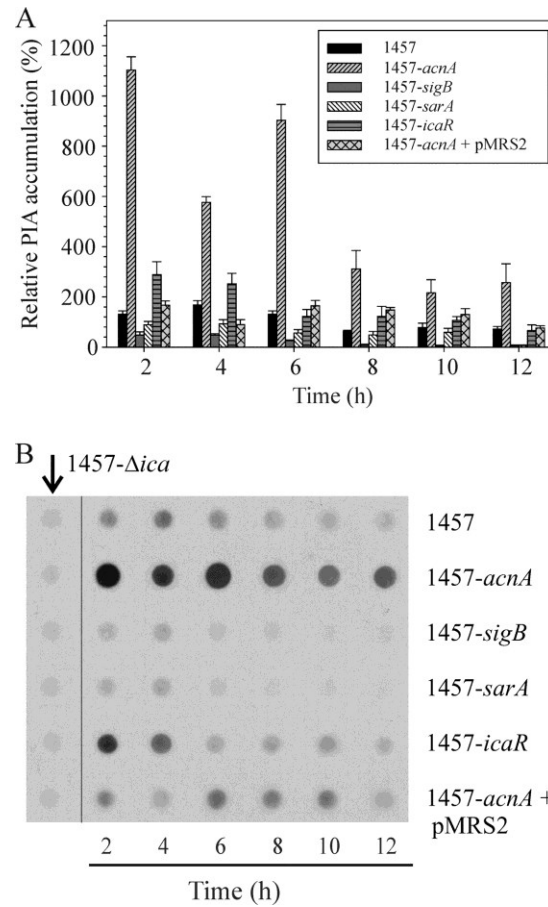 A
Relative PIA accumulation (%)
1200
1000
800
600
400
200
0
1457
1457-acnA
1457-sigB
1457-sarA
1457-icaR
1457-acnA + pMRS2
2 4 6 8 10 12
Time (h)
B
1457-Δica
1457
1457-acnA
1457-sigB
1457-sarA
1457-icaR
1457-acnA +
pMRS2
2 4 6 8 10 12
Time (h)